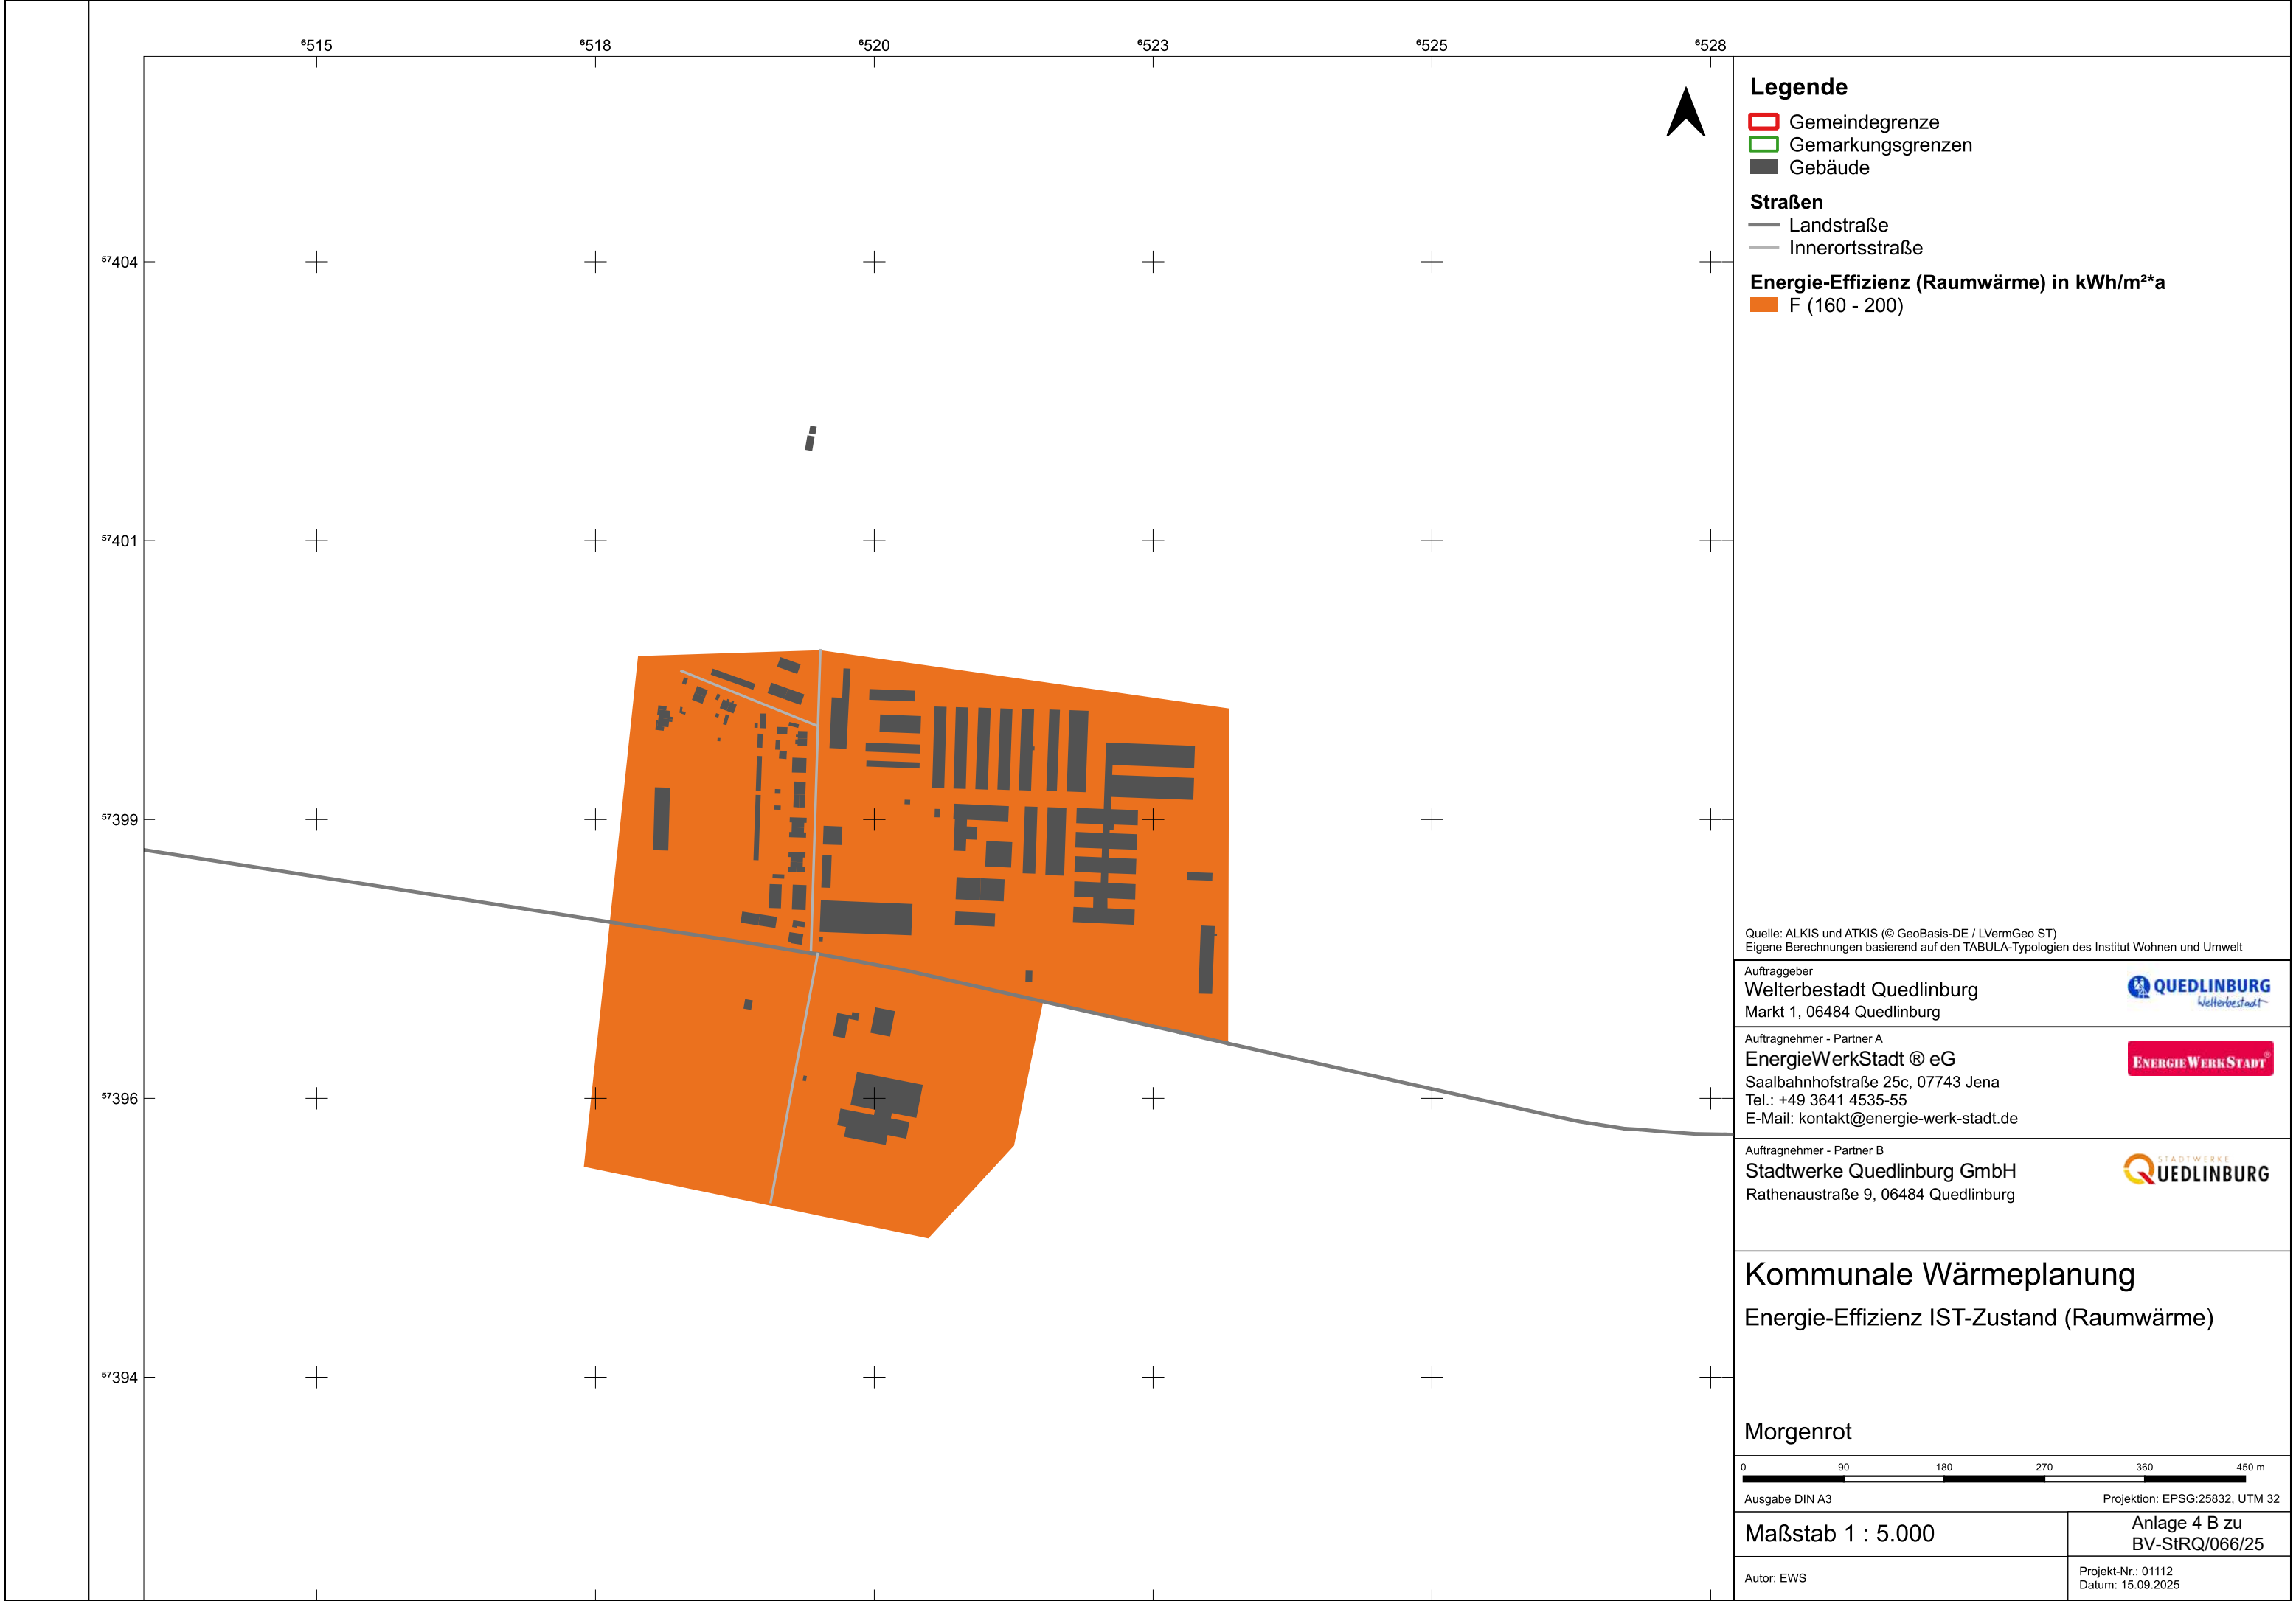 ⁶515 ⁶518 ⁶520 ⁶523 ⁶525 ⁶528
⁵⁷404
⁵⁷401
⁵⁷399
⁵⁷396
⁵⁷394
Legende
Gemeindegrenze
Gemarkungsgrenzen
Gebäude
Straßen
Landstraße
Innerortsstraße
Energie-Effizienz (Raumwärme) in kWh/m²*a
F (160 - 200)
Quelle: ALKIS und ATKIS (© GeoBasis-DE / LVermGeo ST)
Eigene Berechnungen basierend auf den TABULA-Typologien des Institut Wohnen und Umwelt
Auftraggeber
Welterbestadt Quedlinburg
Markt 1, 06484 Quedlinburg
QUEDLINBURG
Welterbestadt
Auftragnehmer - Partner A
EnergieWerkStadt ® eG
Saalbahnhofstraße 25c, 07743 Jena
Tel.: +49 3641 4535-55
E-Mail: kontakt@energie-werk-stadt.de
ENERGIEWERKSTADT®
Auftragnehmer - Partner B
Stadtwerke Quedlinburg GmbH
Rathenaustraße 9, 06484 Quedlinburg
STADTWERKE
QUEDLINBURG
Kommunale Wärmeplanung
Energie-Effizienz IST-Zustand (Raumwärme)
Morgenrot
0 90 180 270 360 450 m
Ausgabe DIN A3 Projektion: EPSG:25832, UTM 32
Maßstab 1 : 5.000
Anlage 4 B zu
BV-StRQ/066/25
Autor: EWS
Projekt-Nr.: 01112
Datum: 15.09.2025